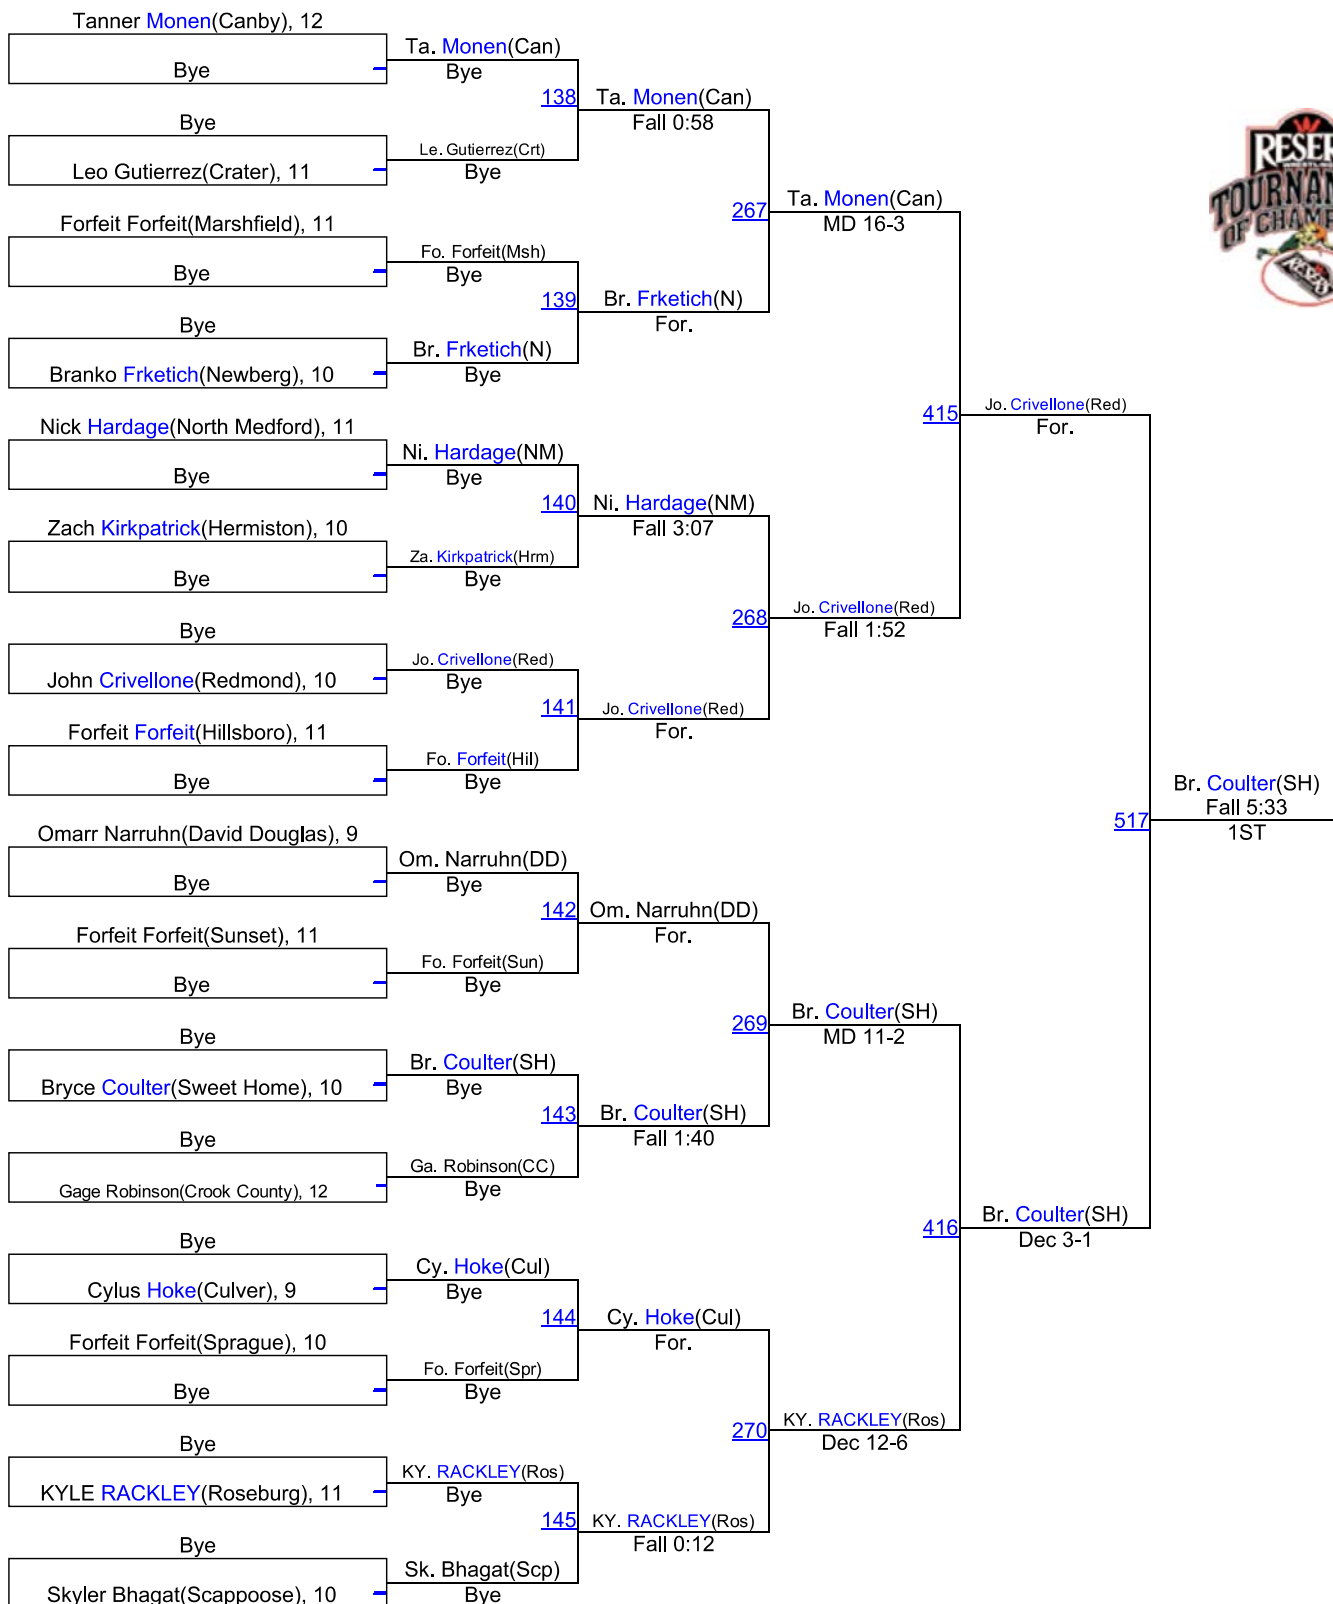 Tanner Monen(Canby), 12
Bye
Bye
Leo Gutierrez(Crater), 11
Forfeit Forfeit(Marshfield), 11
Bye
Bye
Branko Frketich(Newberg), 10
Nick Hardage(North Medford), 11
Bye
Zach Kirkpatrick(Hermiston), 10
Bye
Bye
John Crivellone(Redmond), 10
Forfeit Forfeit(Hillsboro), 11
Bye
Omarr Narruhn(David Douglas), 9
Bye
Forfeit Forfeit(Sunset), 11
Bye
Bye
Bryce Coulter(Sweet Home), 10
Bye
Gage Robinson(Crook County), 12
Bye
Cylus Hoke(Culver), 9
Forfeit Forfeit(Sprague), 10
Bye
Bye
KYLE RACKLEY(Roseburg), 11
Bye
Skyler Bhagat(Scappoose), 10
Ta. Monen(Can)
Bye
138
Le. Gutierrez(Crt)
Bye
Fo. Forfeit(Msh)
Bye
139
Br. Frketich(N)
Bye
Ni. Hardage(NM)
Bye
140
Za. Kirkpatrick(Hrm)
Bye
Jo. Crivellone(Red)
Bye
141
Fo. Forfeit(Hil)
Bye
Om. Narruhn(DD)
Bye
142
Fo. Forfeit(Sun)
Bye
Br. Coulter(SH)
Bye
143
Ga. Robinson(CC)
Bye
Cy. Hoke(Cul)
Bye
144
Fo. Forfeit(Spr)
Bye
KY. RACKLEY(Ros)
Bye
145
Sk. Bhagat(Scp)
Bye
Ta. Monen(Can)
Fall 0:58
267
Br. Frketich(N)
For.
Ni. Hardage(NM)
Fall 3:07
268
Jo. Crivellone(Red)
For.
Om. Narruhn(DD)
For.
269
Br. Coulter(SH)
Fall 1:40
Cy. Hoke(Cul)
For.
270
KY. RACKLEY(Ros)
Fall 0:12
Ta. Monen(Can)
MD 16-3
415
Jo. Crivellone(Red)
Fall 1:52
Br. Coulter(SH)
MD 11-2
416
KY. RACKLEY(Ros)
Dec 12-6
Jo. Crivellone(Red)
For.
517
Br. Coulter(SH)
Dec 3-1
Br. Coulter(SH)
Fall 5:33
1ST